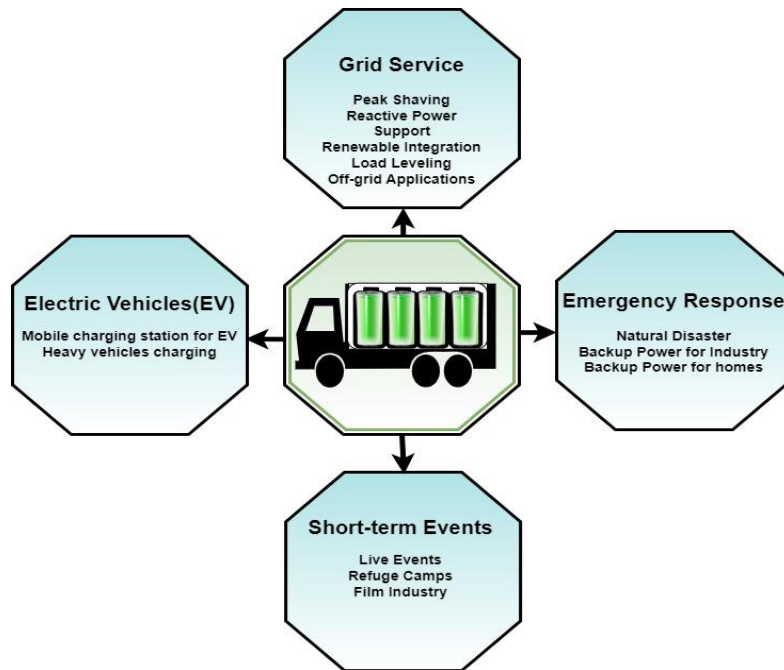 Grid Service
Peak Shaving
Reactive Power
Support
Renewable Integration
Load Leveling
Off-grid Applications
Electric Vehicles(EV)
Mobile charging station for EV
Heavy vehicles charging
Emergency Response
Natural Disaster
Backup Power for Industry
Backup Power for homes
Short-term Events
Live Events
Refuge Camps
Film Industry